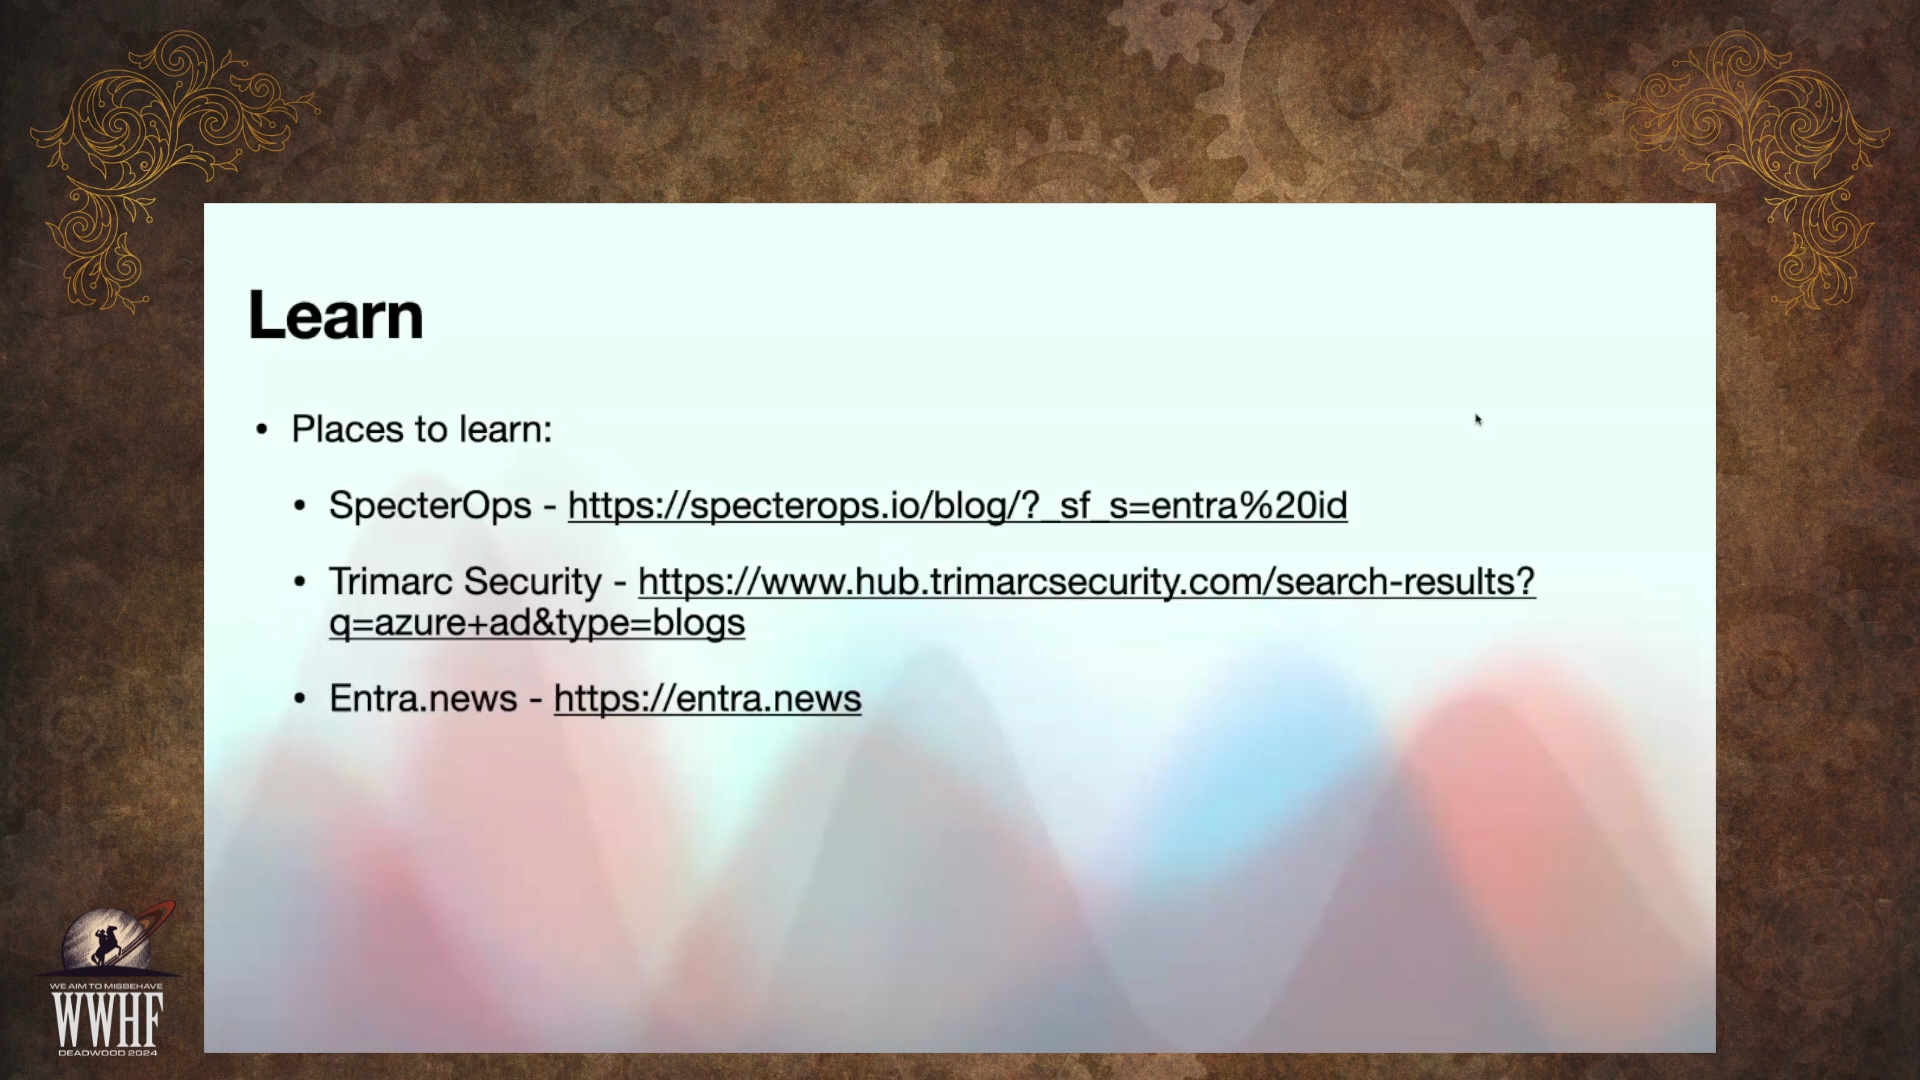 Learn
• Places to learn:
• SpecterOps - https://specterops.io/blog/?_sf_s=entra%20id
• Trimarc Security - https://www.hub.trimarcsecurity.com/search-results?
q=azure+ad&type=blogs
• Entra.news - https://entra.news
WE AIM TO MISBEHAVE
WWHF
DEADWOOD 2024